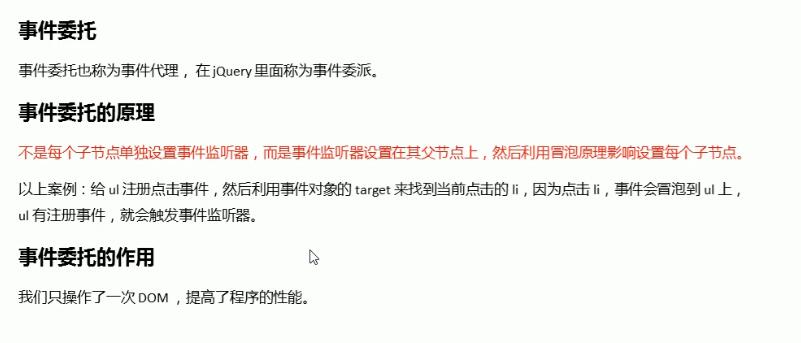 事件委托
事件委托也称为事件代理， 在 jQuery 里面称为事件委派。
事件委托的原理
不是每个子节点单独设置事件监听器，而是事件监听器设置在其父节点上，然后利用冒泡原理影响设置每个子节点。
以上案例：给 ul 注册点击事件，然后利用事件对象的 target 来找到当前点击的 li，因为点击 li，事件会冒泡到 ul 上，
ul 有注册事件，就会触发事件监听器。
事件委托的作用
我们只操作了一次 DOM ，提高了程序的性能。